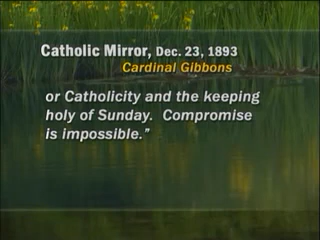 Catholic Mirror, Dec. 23, 1893
Cardinal Gibbons
or Catholicity and the keeping
holy of Sunday. Compromise
is impossible."